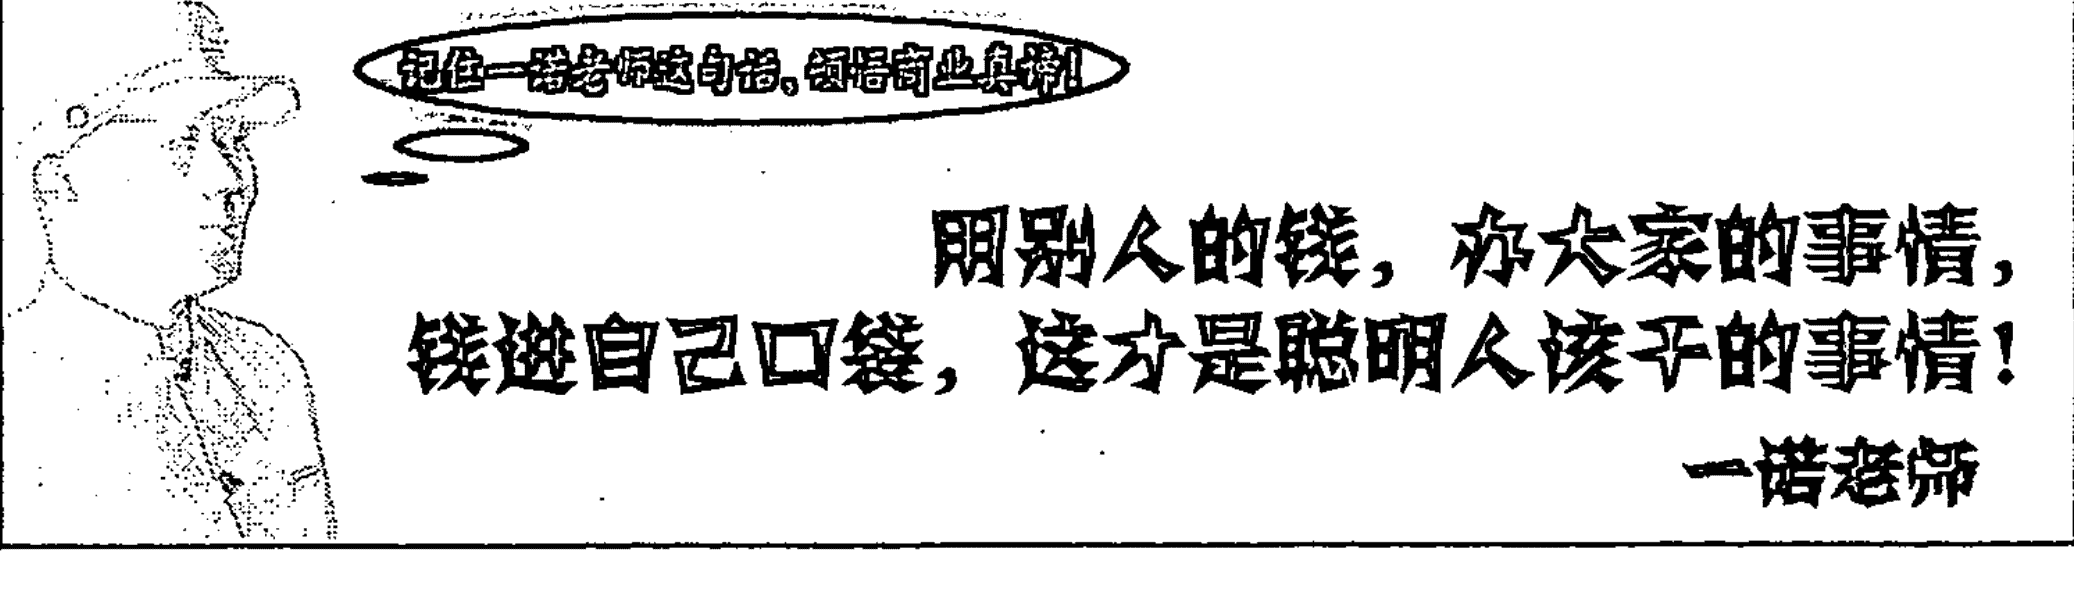 记住一诺老师这句话，领悟商业真谛！
用别人的钱，办大家的事情，
钱进自己口袋，这才是聪明人该干的事情！
一诺老师